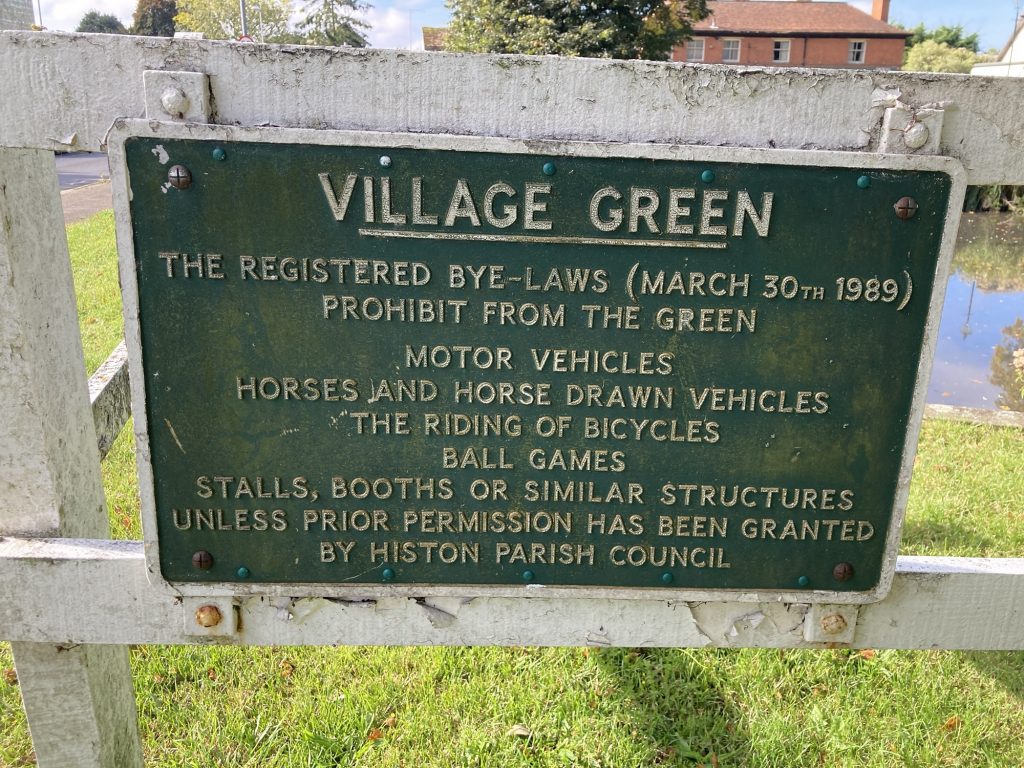 VILLAGE GREEN
THE REGISTERED BYE-LAWS (MARCH 30TH 1989)
PROHIBIT FROM THE GREEN
MOTOR VEHICLES
HORSES AND HORSE DRAWN VEHICLES
THE RIDING OF BICYCLES
BALL GAMES
STALLS, BOOTHS OR SIMILAR STRUCTURES
UNLESS PRIOR PERMISSION HAS BEEN GRANTED
BY HISTON PARISH COUNCIL